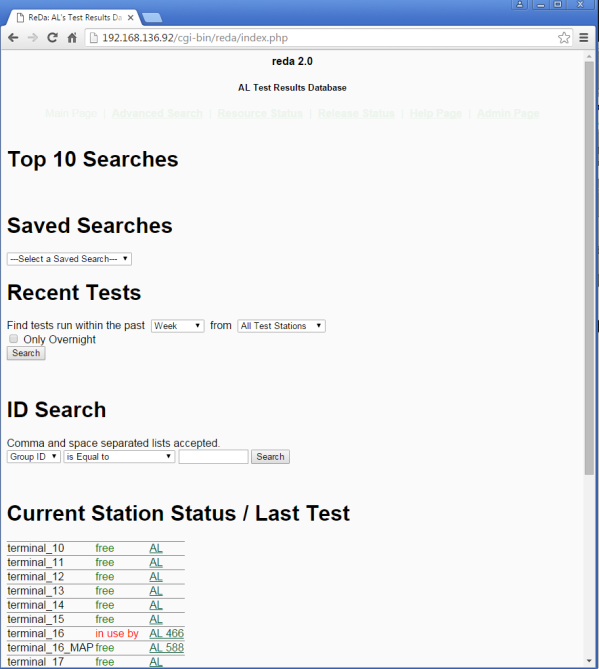 ReDa: AL's Test Results Da
192.168.136.92/cgi-bin/reda/index.php
reda 2.0
AL Test Results Database
Main Page | Advanced Search | Resource Status | Release Status | Help Page | Admin Page
Top 10 Searches
Saved Searches
---Select a Saved Search---
Recent Tests
Find tests run within the past Week from All Test Stations
Only Overnight
Search
ID Search
Comma and space separated lists accepted.
Group ID is Equal to Search
Current Station Status / Last Test
terminal_10 free AL
terminal_11 free AL
terminal_12 free AL
terminal_13 free AL
terminal_14 free AL
terminal_15 free AL
terminal_16 in use by AL 466
terminal_16_MAP free AL 588
terminal_17 free AL